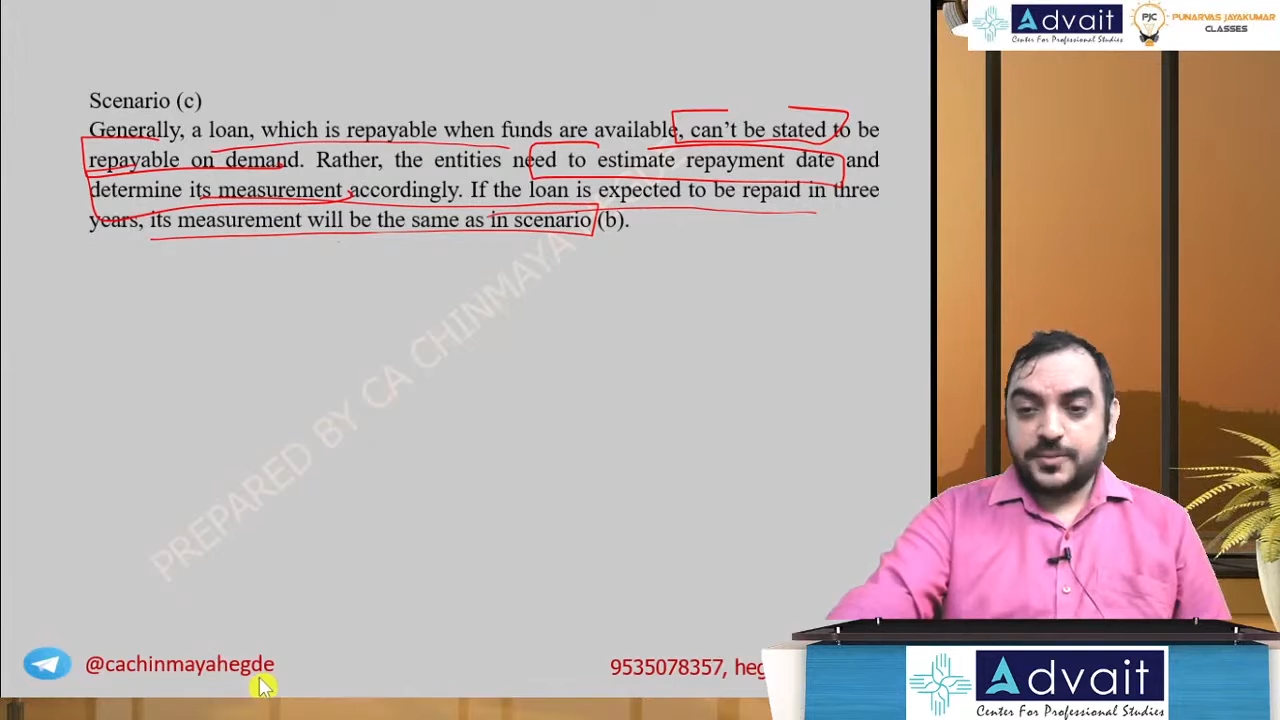 Advait
Center For Professional Studies
PJC
PUNARVAS JAYAKUMAR
CLASSES
Scenario (c)
Generally, a loan, which is repayable when funds are available, can't be stated to be
repayable on demand. Rather, the entities need to estimate repayment date and
determine its measurement accordingly. If the loan is expected to be repaid in three
years, its measurement will be the same as in scenario (b).
PREPARED BY CA CHINMAYA
@cachinmayahegde
9535078357, heg
Advait
Center For Professional Studies